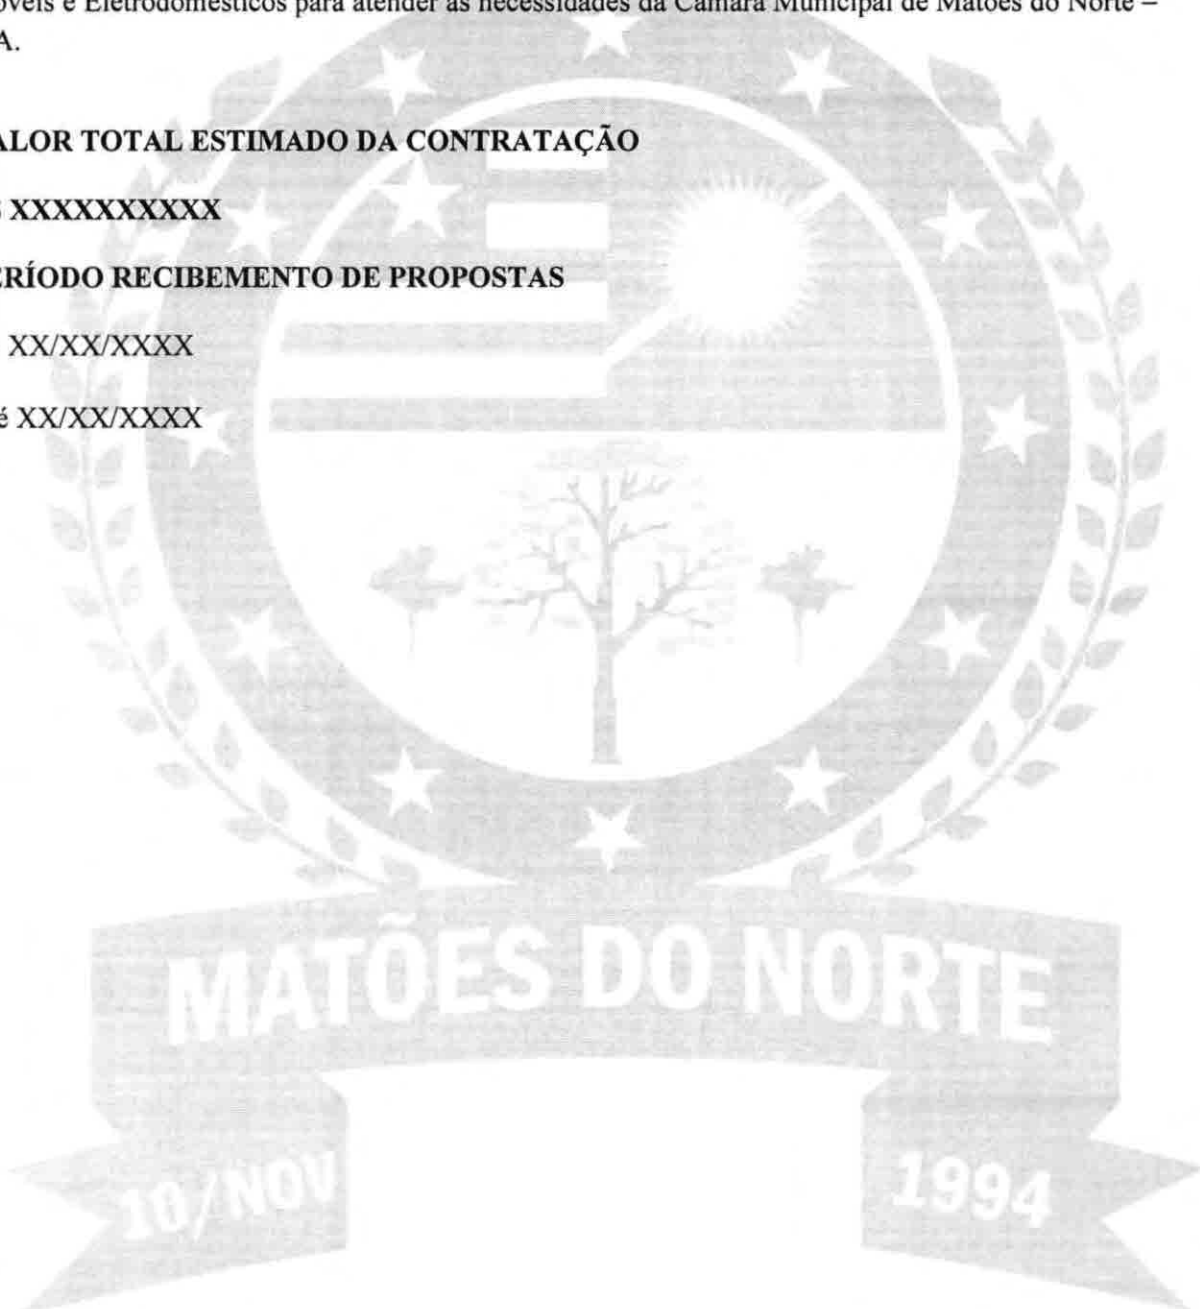 óveis e Eletrodomésticos para atender as necessidades da Câmara Municipal de Matões do Norte –
A.
ALOR TOTAL ESTIMADO DA CONTRATAÇÃO
XXXXXXXXXX
ERÍODO RECIBEMENTO DE PROPOSTAS
XX/XX/XXXX
é XX/XX/XXXX
MATÕES DO NORTE
10/NOV
1994